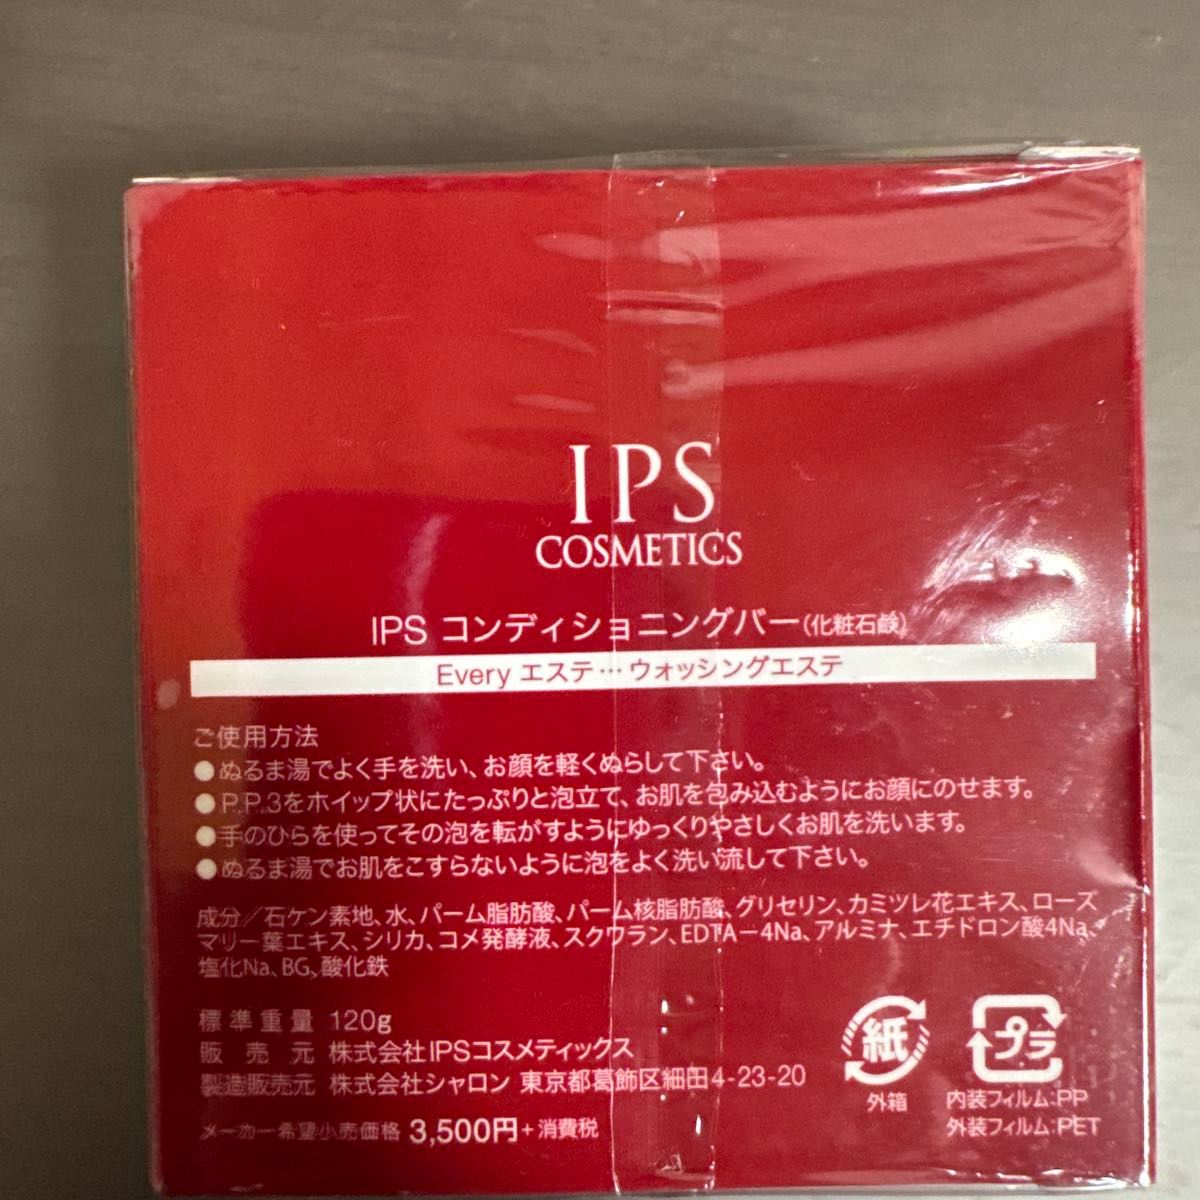 IPS
COSMETICS
IPS コンディショニングバー(化粧石鹸)
Every エステ…ウォッシングエステ
ご使用方法
●ぬるま湯でよく手を洗い、お顔を軽くぬらして下さい。
●P.P.3をホイップ状にたっぷりと泡立て、お肌を包み込むようにお顔にのせます。
●手のひらを使ってその泡を転がすようにゆっくりやさしくお肌を洗います。
●ぬるま湯でお肌をこすらないように泡をよく洗い流して下さい。
成分/石ケン素地、水、パーム脂肪酸、パーム核脂肪酸、グリセリン、カミツレ花エキス、ローズ
マリー葉エキス、シリカ、コメ発酵液、スクワラン、EDTA-4Na、アルミナ、エチドロン酸4Na、
塩化Na、BG、酸化鉄
標準重量 120g
販売元 株式会社IPSコスメティックス
製造販売元 株式会社シャロン 東京都葛飾区細田4-23-20
メーカー希望小売価格 3,500円+消費税
紙
外箱
プラ
内装フィルム:PP
外装フィルム:PET